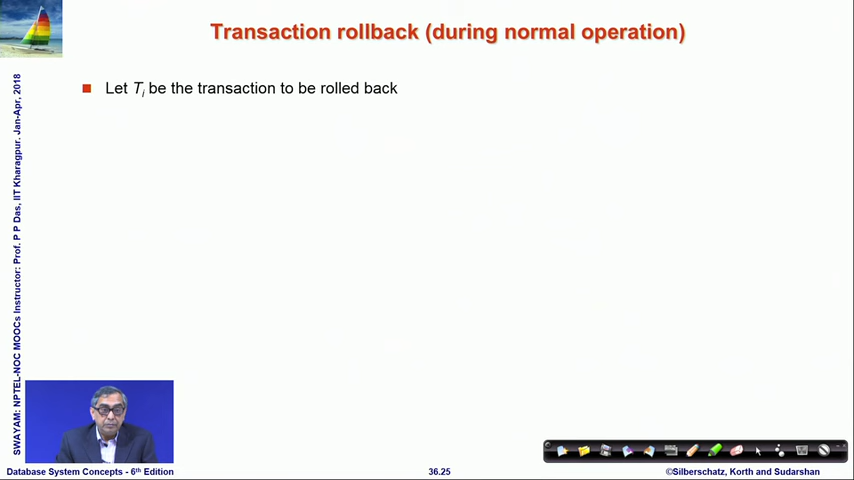 Transaction rollback (during normal operation)
Let Ti be the transaction to be rolled back
SWAYAM: NPTEL-NOC MOOCs Instructor: Prof. P P Das, IIT Kharagpur. Jan-Apr, 2018
Database System Concepts - 6th Edition
36.25
©Silberschatz, Korth and Sudarshan